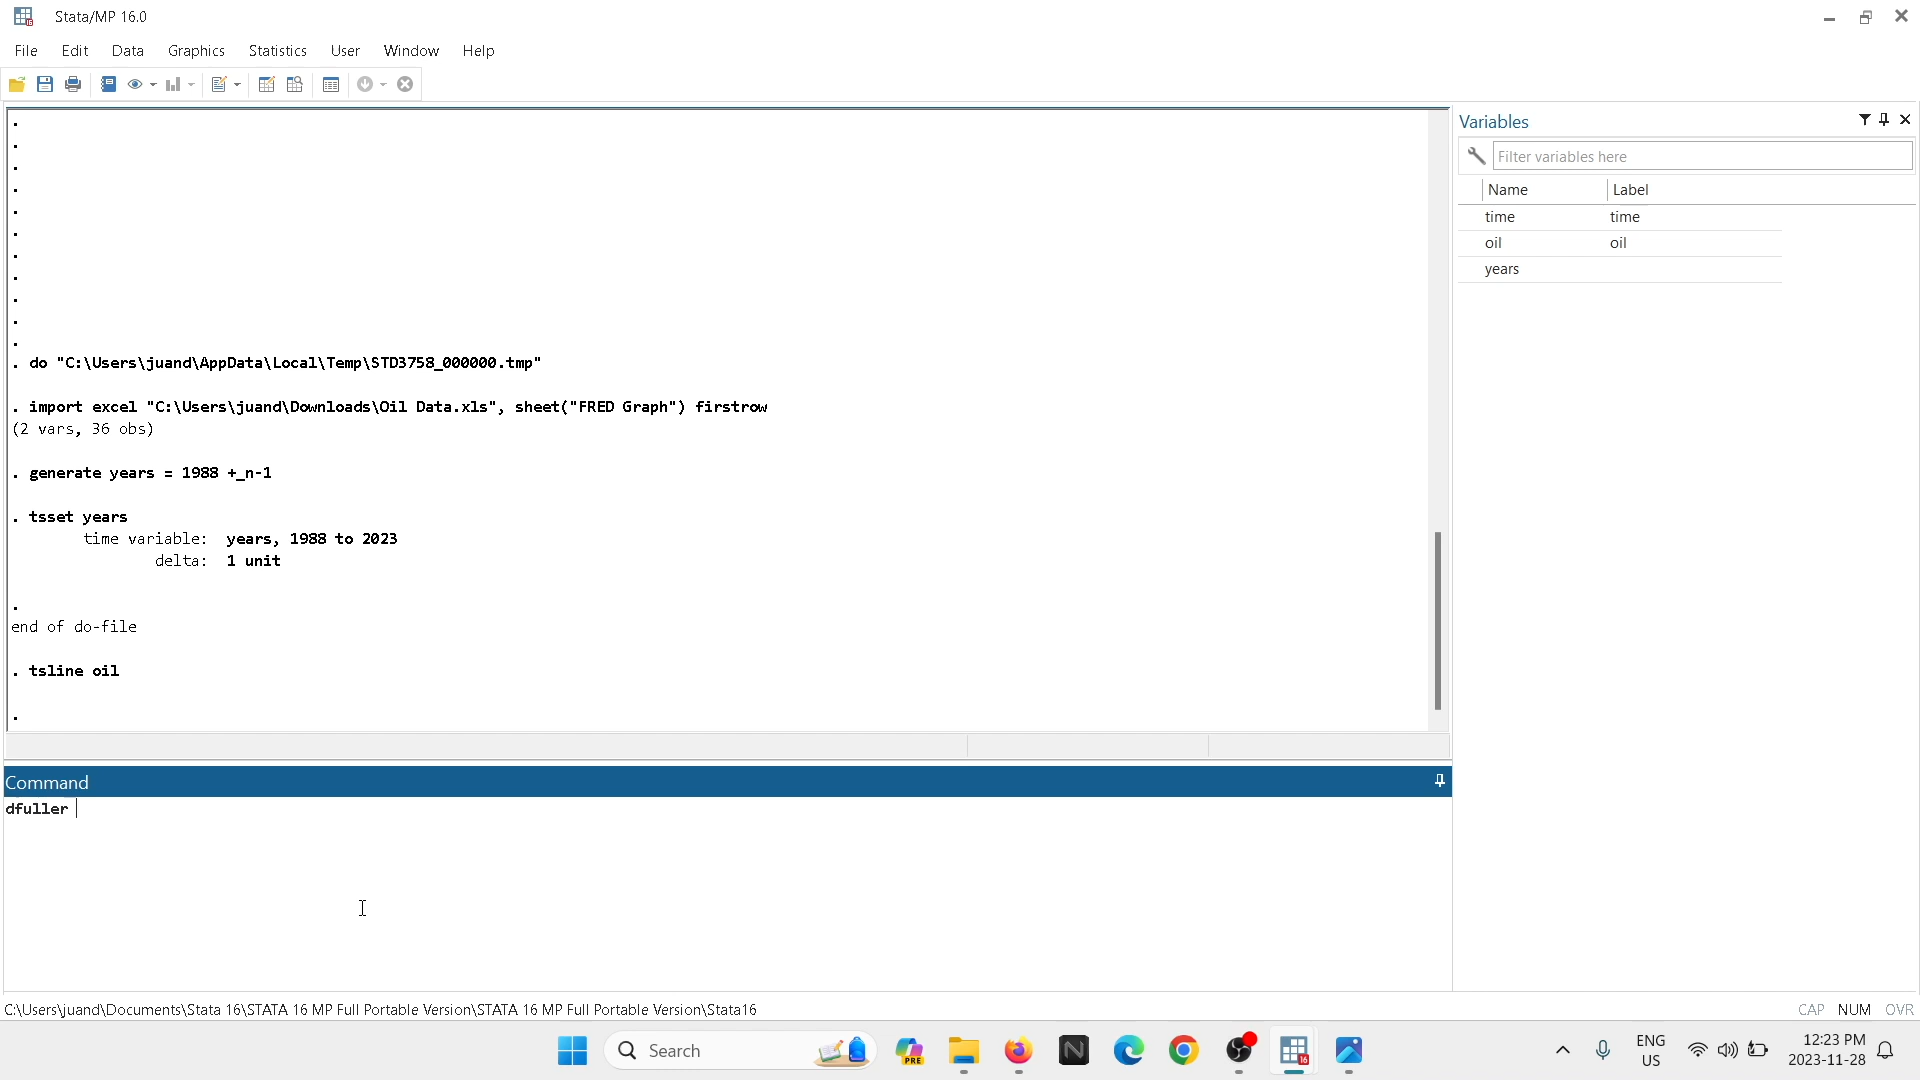 Stata/MP 16.0
File Edit Data Graphics Statistics User Window Help
.
.
.
.
.
.
.
.
.
.
.
. do "C:\Users\juand\AppData\Local\Temp\STD3758_000000.tmp"
. import excel "C:\Users\juand\Downloads\Oil Data.xls", sheet("FRED Graph") firstrow
(2 vars, 36 obs)
. generate years = 1988 +_n-1
. tsset years
time variable: years, 1988 to 2023
delta: 1 unit
.
end of do-file
. tsline oil
.
Variables
Filter variables here
Name Label
time time
oil oil
years
Command
dfuller
C:\Users\juand\Documents\Stata 16\STATA 16 MP Full Portable Version\STATA 16 MP Full Portable Version\Stata16
CAP NUM OVR
Search
PRE
16
ENG
US
12:23 PM
2023-11-28